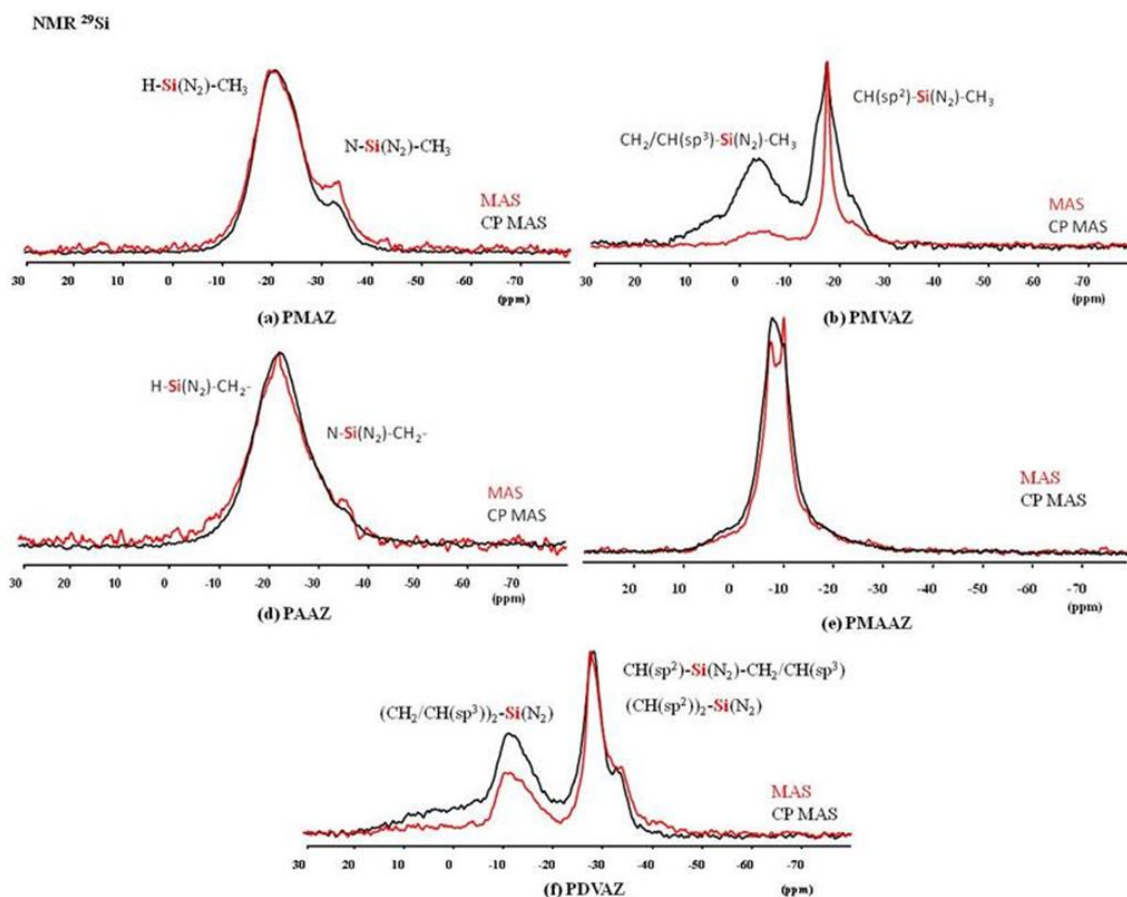 NMR ²⁹Si
H-Si(N₂)-CH₃
N-Si(N₂)-CH₃
MAS
CP MAS
30 20 10 0 -10 -20 -30 -40 -50 -60 -70
(ppm)
(a) PMAZ
CH(sp²)-Si(N₂)-CH₃
CH₂/CH(sp³)-Si(N₂)-CH₃
MAS
CP MAS
30 20 10 0 -10 -20 -30 -40 -50 -60 -70
(ppm)
(b) PMVAZ
H-Si(N₂)-CH₂-
N-Si(N₂)-CH₂-
MAS
CP MAS
30 20 10 0 -10 -20 -30 -40 -50 -60 -70
(ppm)
(d) PAAZ
MAS
CP MAS
20 10 0 -10 -20 -30 -40 -50 -60 -70
(ppm)
(e) PMAAZ
CH(sp²)-Si(N₂)-CH₂/CH(sp³)
(CH₂/CH(sp³))₂-Si(N₂)
(CH(sp²))₂-Si(N₂)
MAS
CP MAS
30 20 10 0 -10 -20 -30 -40 -50 -60 -70
(ppm)
(f) PDVAZ